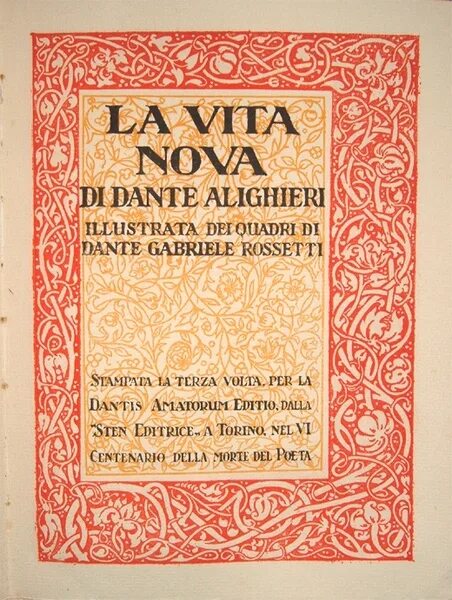 LA VITA
NOVA
DI DANTE ALIGHIERI
ILLUSTRATA DEI QUADRI DI
DANTE GABRIELE ROSSETTI
STAMPATA LA TERZA VOLTA, PER LA
DANTIS AMATORUM EDITIO, DALLA
"STEN EDITRICE„ A TORINO, NEL VI
CENTENARIO DELLA MORTE DEL POETA